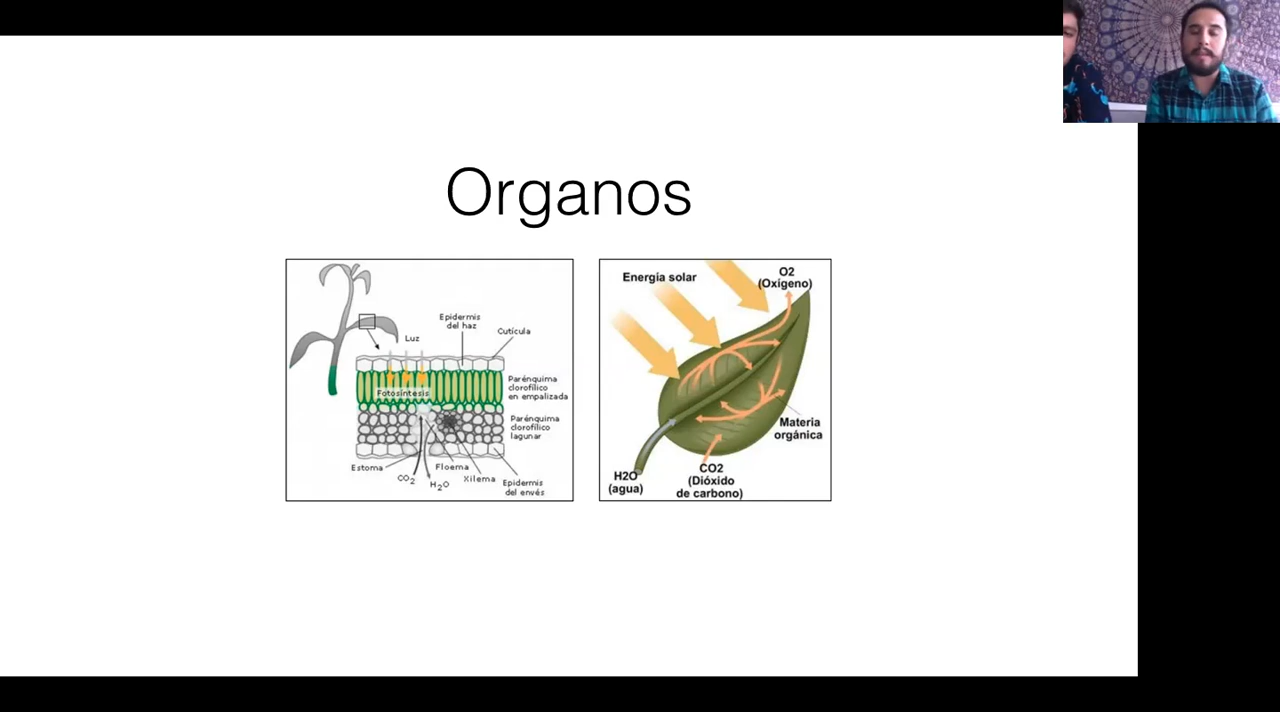 Organos
Epidermis
del haz
Cutícula
Luz
Parénquima
clorofílico
en empalizada
Fotosíntesis
Parénquima
clorofílico
lagunar
Estoma
Floema
Xilema
CO2
H2O
Epidermis
del envés
Energía solar
O2
(Oxígeno)
Materia
orgánica
H2O
(agua)
CO2
(Dióxido
de carbono)